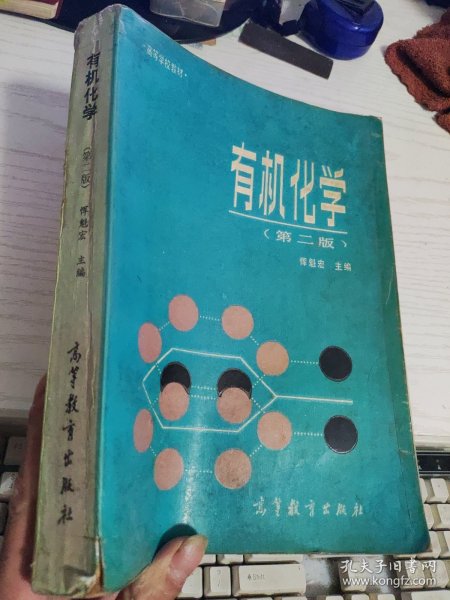 有机化学
（第二版）
恽魁宏 主编
高等教育出版社
·高等学校教材·
有机化学
（第二版）
恽魁宏 主编
高等教育出版社
Shift
孔夫子旧书网
www.kongfz.com